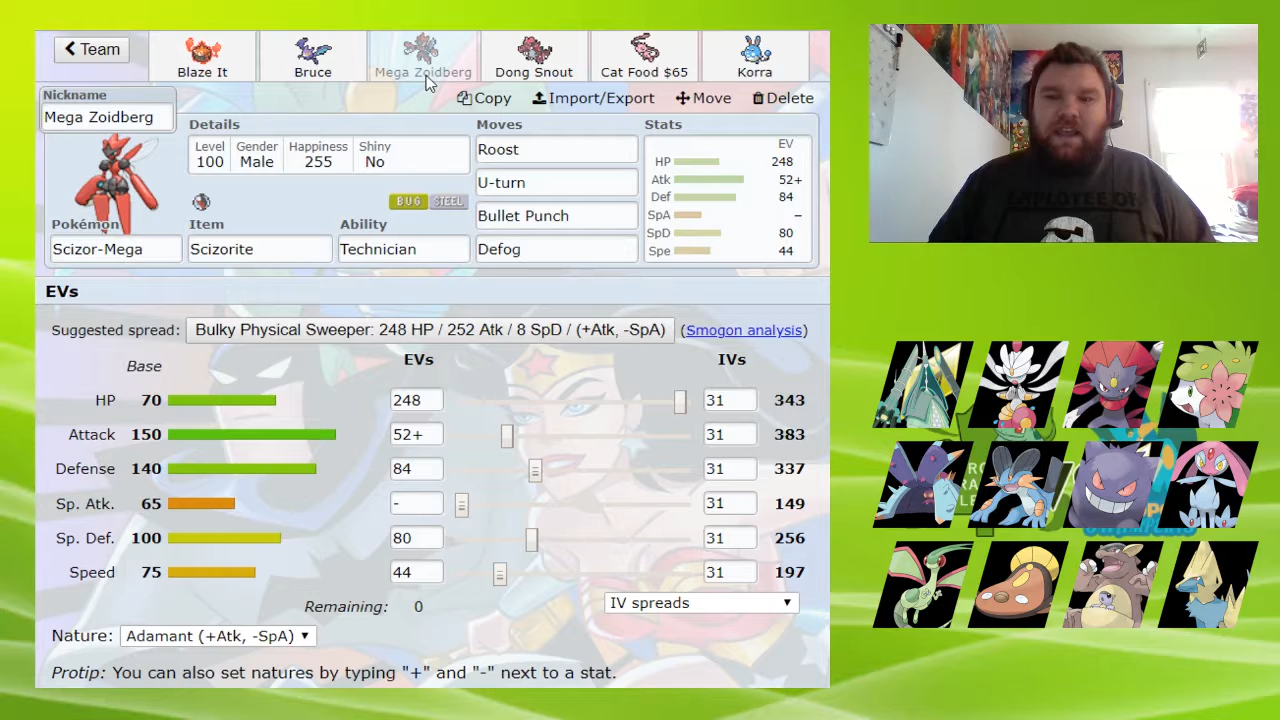 Team
Blaze It
Bruce
Mega Zoidberg
Dong Snout
Cat Food $65
Korra
Copy
Import/Export
Move
Delete
Nickname
Mega Zoidberg
Details
Level
100
Gender
Male
Happiness
255
Shiny
No
BUG
STEEL
Pokémon
Scizor-Mega
Item
Scizorite
Ability
Technician
Moves
Roost
U-turn
Bullet Punch
Defog
Stats
EV
HP 248
Atk 52+
Def 84
SpA –
SpD 80
Spe 44
EVs
Suggested spread: Bulky Physical Sweeper: 248 HP / 252 Atk / 8 SpD / (+Atk, -SpA) (Smogon analysis)
Base EVs IVs
HP 70 248 31 343
Attack 150 52+ 31 383
Defense 140 84 31 337
Sp. Atk. 65 - 31 149
Sp. Def. 100 80 31 256
Speed 75 44 31 197
Remaining: 0
IV spreads
Nature: Adamant (+Atk, -SpA)
Protip: You can also set natures by typing "+" and "-" next to a stat.
EMPLOYEE OF